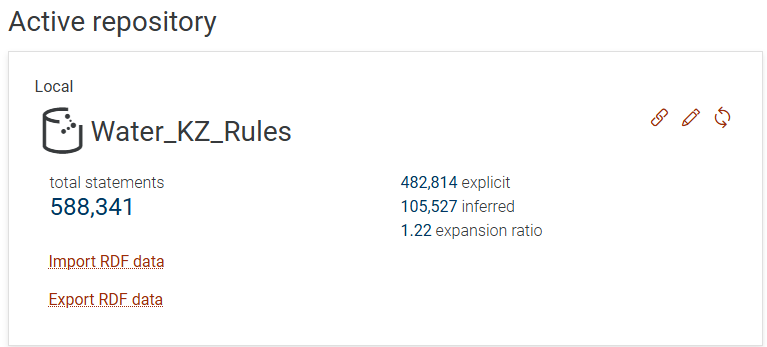 Active repository
Local
Water_KZ_Rules
total statements
588,341
482,814 explicit
105,527 inferred
1.22 expansion ratio
Import RDF data
Export RDF data